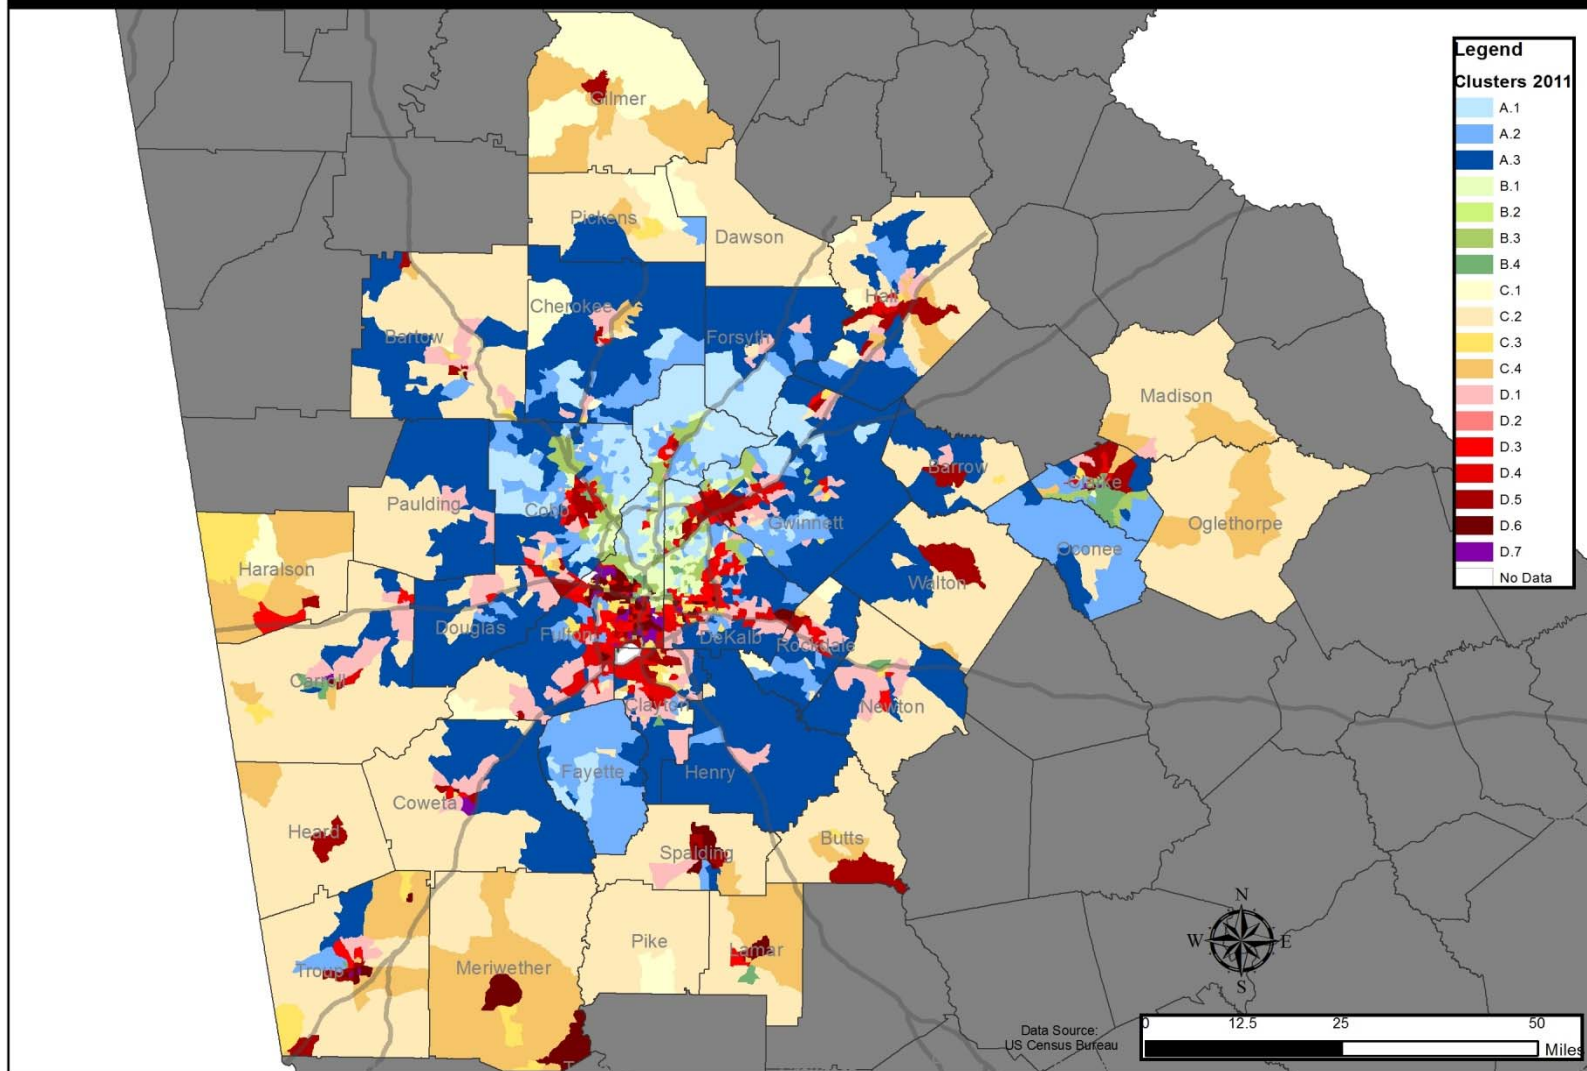 Legend
Clusters 2011
A.1
A.2
A.3
B.1
B.2
B.3
B.4
C.1
C.2
C.3
C.4
D.1
D.2
D.3
D.4
D.5
D.6
D.7
No Data
Gilmer
Pickens
Dawson
Cherokee
Hall
Bartow
Forsyth
Madison
Barrow
Clarke
Paulding
Cobb
Gwinnett
Oglethorpe
Oconee
Haralson
Walton
Douglas
Fulton
DeKalb
Rockdale
Carroll
Clayton
Newton
Fayette
Henry
Coweta
Heard
Spalding
Butts
Pike
Lamar
Troup
Meriwether
N
W
E
S
Data Source:
US Census Bureau
0 12.5 25 50
Miles